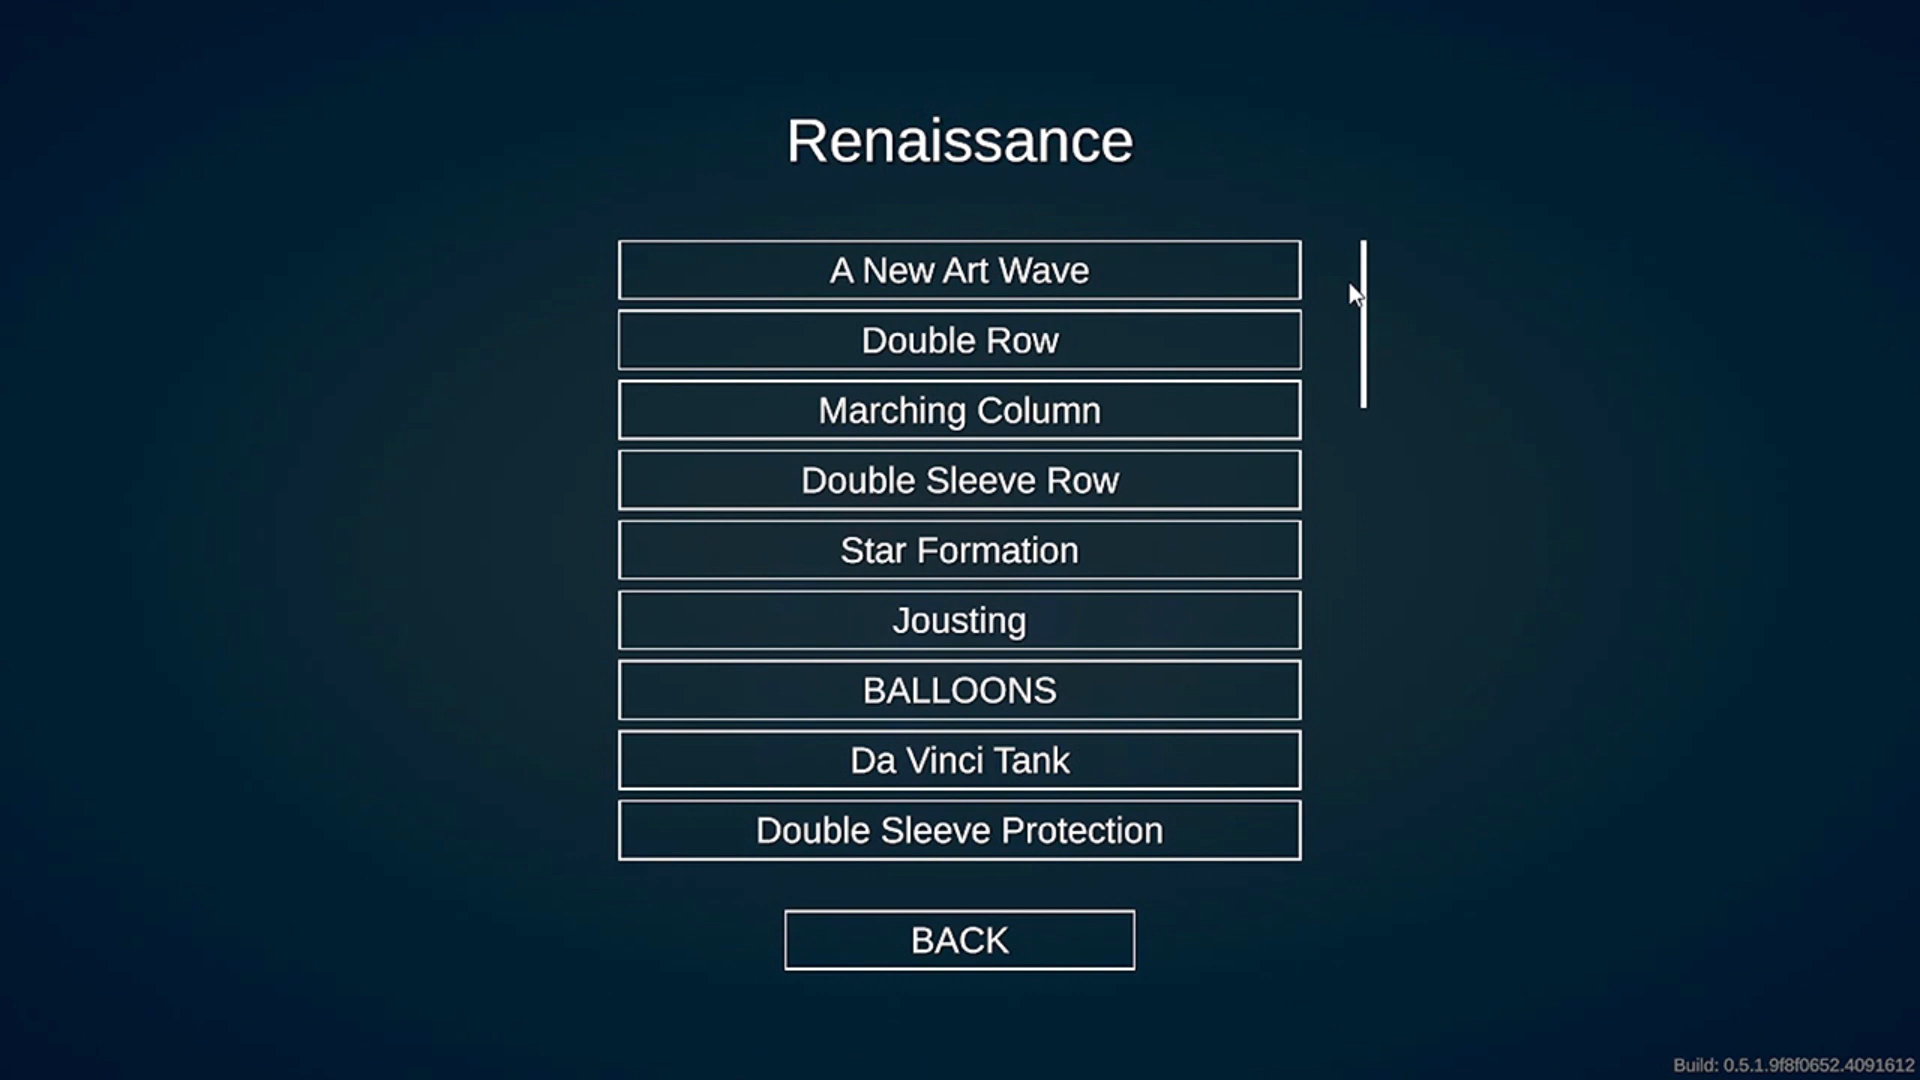 Renaissance
A New Art Wave
Double Row
Marching Column
Double Sleeve Row
Star Formation
Jousting
BALLOONS
Da Vinci Tank
Double Sleeve Protection
BACK
Build: 0.5.1.9f8f0652.4091612